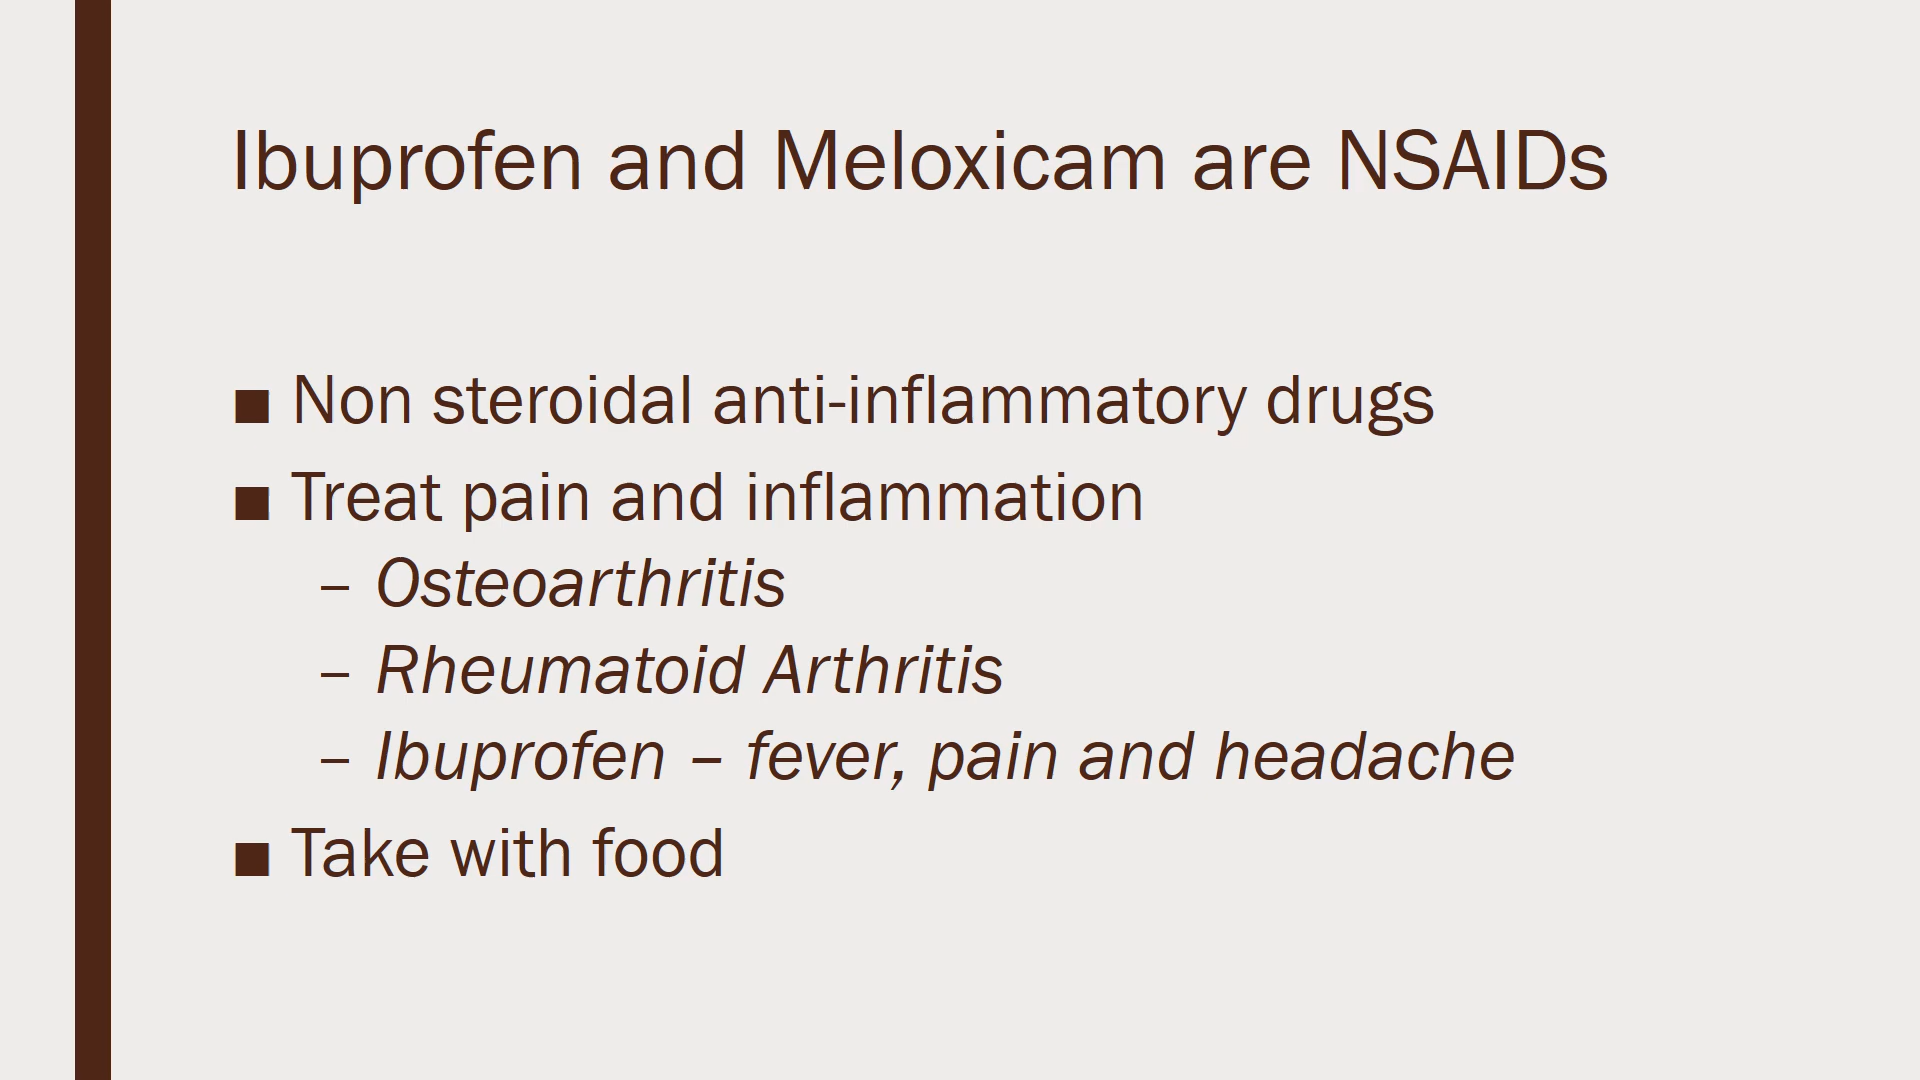 Ibuprofen and Meloxicam are NSAIDs
■ Non steroidal anti-inflammatory drugs
■ Treat pain and inflammation
– Osteoarthritis
– Rheumatoid Arthritis
– Ibuprofen – fever, pain and headache
■ Take with food